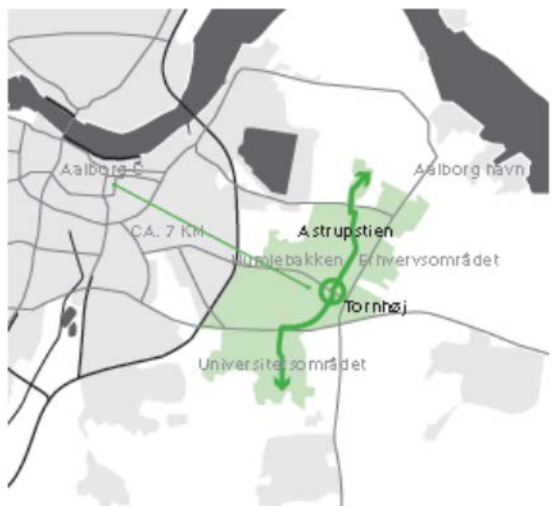 Aalborg C
Aalborg havn
CA. 7 KM
Astrupstien
Humlebakken
Erhvervsområdet
Tornhøj
Universitetsområdet